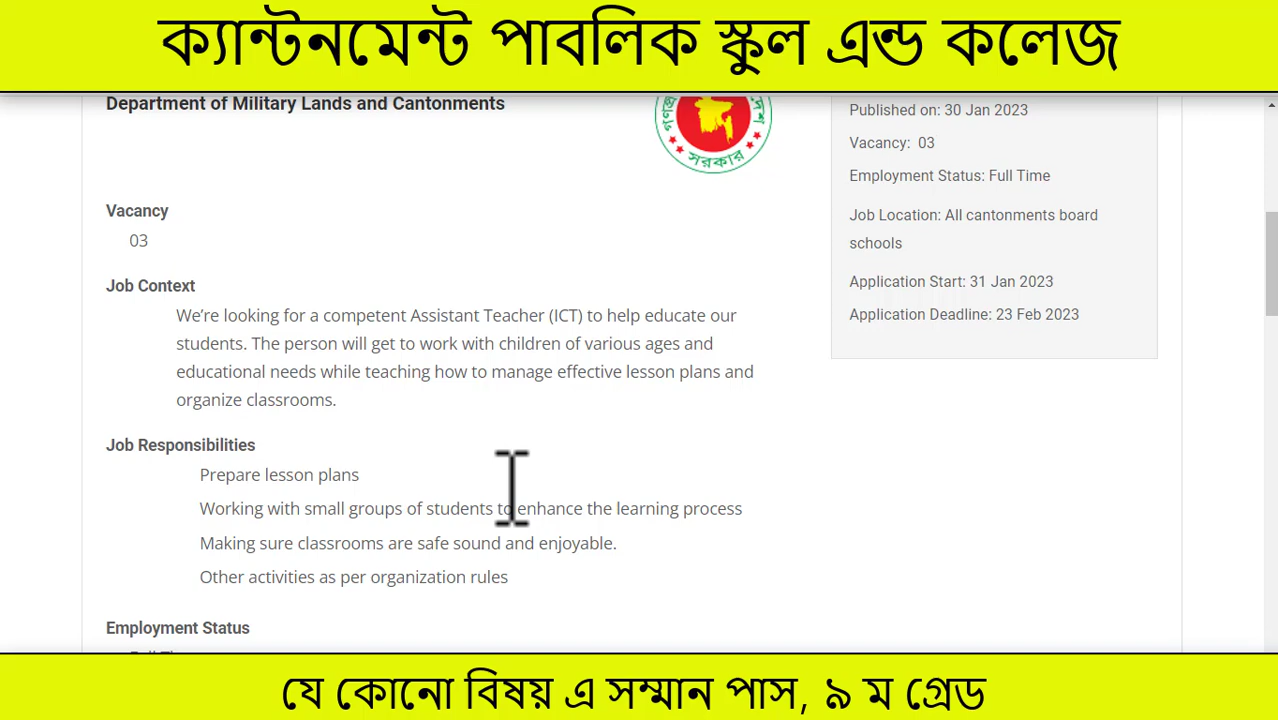 ক্যান্টনমেন্ট পাবলিক স্কুল এন্ড কলেজ
Department of Military Lands and Cantonments
সরকার
Vacancy
03
Job Context
We’re looking for a competent Assistant Teacher (ICT) to help educate our
students. The person will get to work with children of various ages and
educational needs while teaching how to manage effective lesson plans and
organize classrooms.
Job Responsibilities
Prepare lesson plans
Working with small groups of students to enhance the learning process
Making sure classrooms are safe sound and enjoyable.
Other activities as per organization rules
Employment Status
Published on: 30 Jan 2023
Vacancy: 03
Employment Status: Full Time
Job Location: All cantonments board
schools
Application Start: 31 Jan 2023
Application Deadline: 23 Feb 2023
যে কোনো বিষয় এ সম্মান পাস, ৯ ম গ্রেড